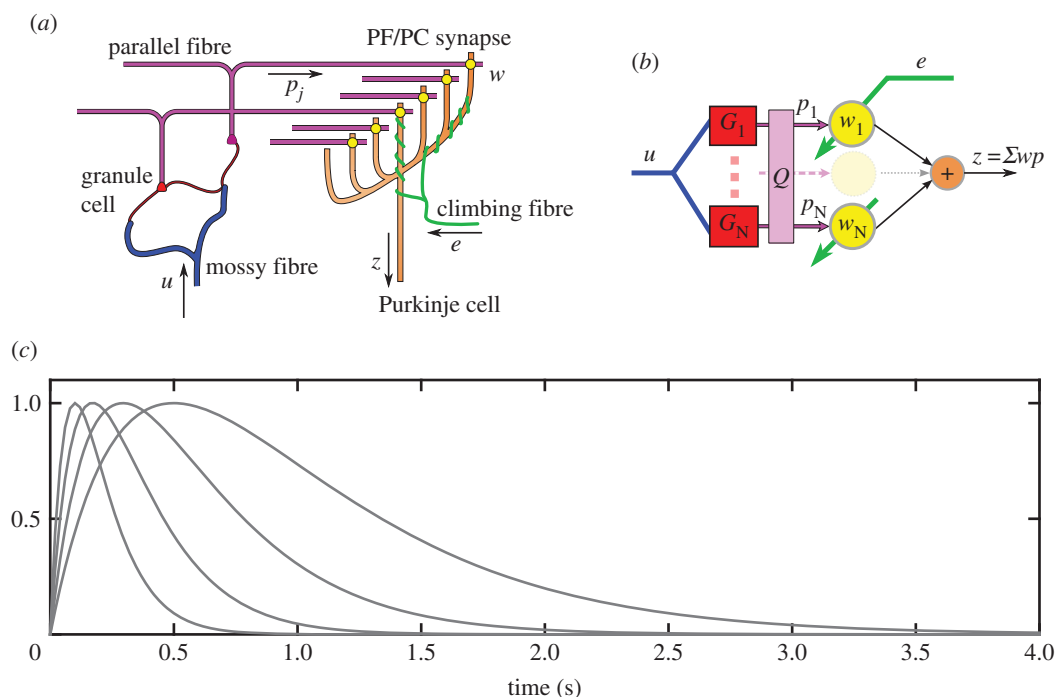 (a)
parallel fibre
PF/PC synapse
p_j
w
granule cell
climbing fibre
e
z
mossy fibre
u
Purkinje cell
(b)
e
u
G_1
p_1
w_1
Q
z = Σwp
+
G_N
p_N
w_N
(c)
1.0
0.5
0 0.5 1.0 1.5 2.0 2.5 3.0 3.5 4.0
time (s)